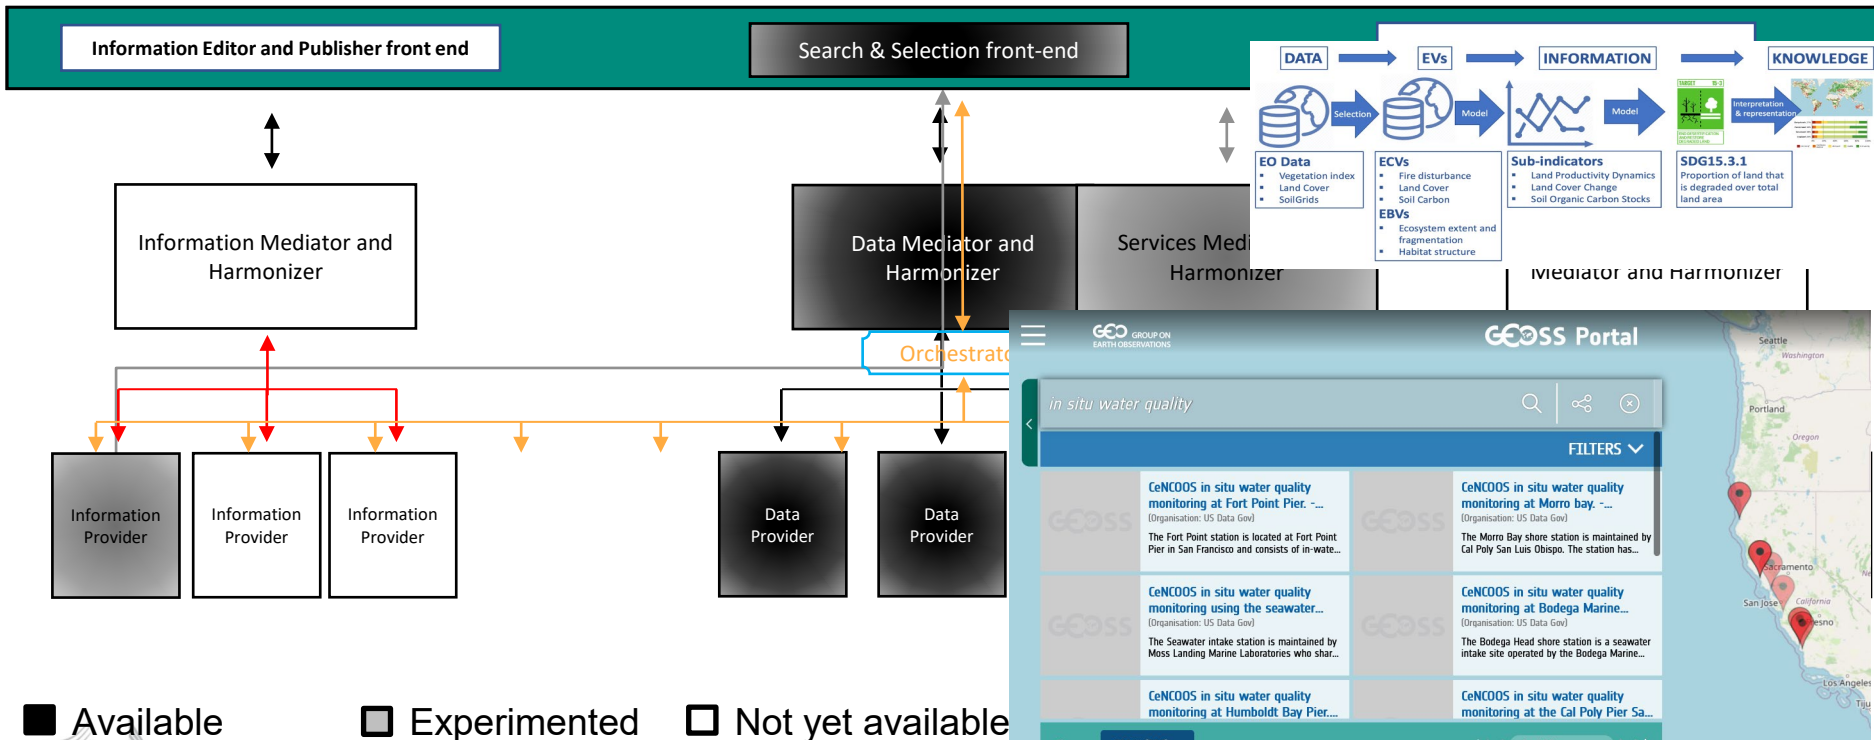 Information Editor and Publisher front end
Search & Selection front-end
DATA
EVs
INFORMATION
KNOWLEDGE
Selection
Model
Model
Interpretation
& representation
TARGET 15-3
EO Data
▪ Vegetation index
▪ Land Cover
▪ SoilGrids
ECVs
▪ Fire disturbance
▪ Land Cover
▪ Soil Carbon
EBVs
▪ Ecosystem extent and
fragmentation
▪ Habitat structure
Sub-indicators
▪ Land Productivity Dynamics
▪ Land Cover Change
▪ Soil Organic Carbon Stocks
SDG15.3.1
Proportion of land that
is degraded over total
land area
Information Mediator and
Harmonizer
Data Mediator and
Harmonizer
Services Medi
Harmonizer
Mediator and Harmonizer
Orchestrato
Information
Provider
Information
Provider
Information
Provider
Data
Provider
Data
Provider
GEO GROUP ON
EARTH OBSERVATIONS
GEOSS Portal
in situ water quality
FILTERS
GEOSS
CeNCOOS in situ water quality
monitoring at Fort Point Pier. -...
(Organisation: US Data Gov)
The Fort Point station is located at Fort Point
Pier in San Francisco and consists of in-wate...
GEOSS
CeNCOOS in situ water quality
monitoring at Morro bay. -...
(Organisation: US Data Gov)
The Morro Bay shore station is maintained by
Cal Poly San Luis Obispo. The station has...
GEOSS
CeNCOOS in situ water quality
monitoring using the seawater...
(Organisation: US Data Gov)
The Seawater intake station is maintained by
Moss Landing Marine Laboratories who shar...
GEOSS
CeNCOOS in situ water quality
monitoring at Bodega Marine...
(Organisation: US Data Gov)
The Bodega Head shore station is a seawater
intake site operated by the Bodega Marine...
CeNCOOS in situ water quality
monitoring at Humboldt Bay Pier....
CeNCOOS in situ water quality
monitoring at the Cal Poly Pier Sa...
Seattle
Washington
Portland
Oregon
Sacramento
San Jose
California
Fresno
Los Angeles
Tiju
Available
Experimented
Not yet available